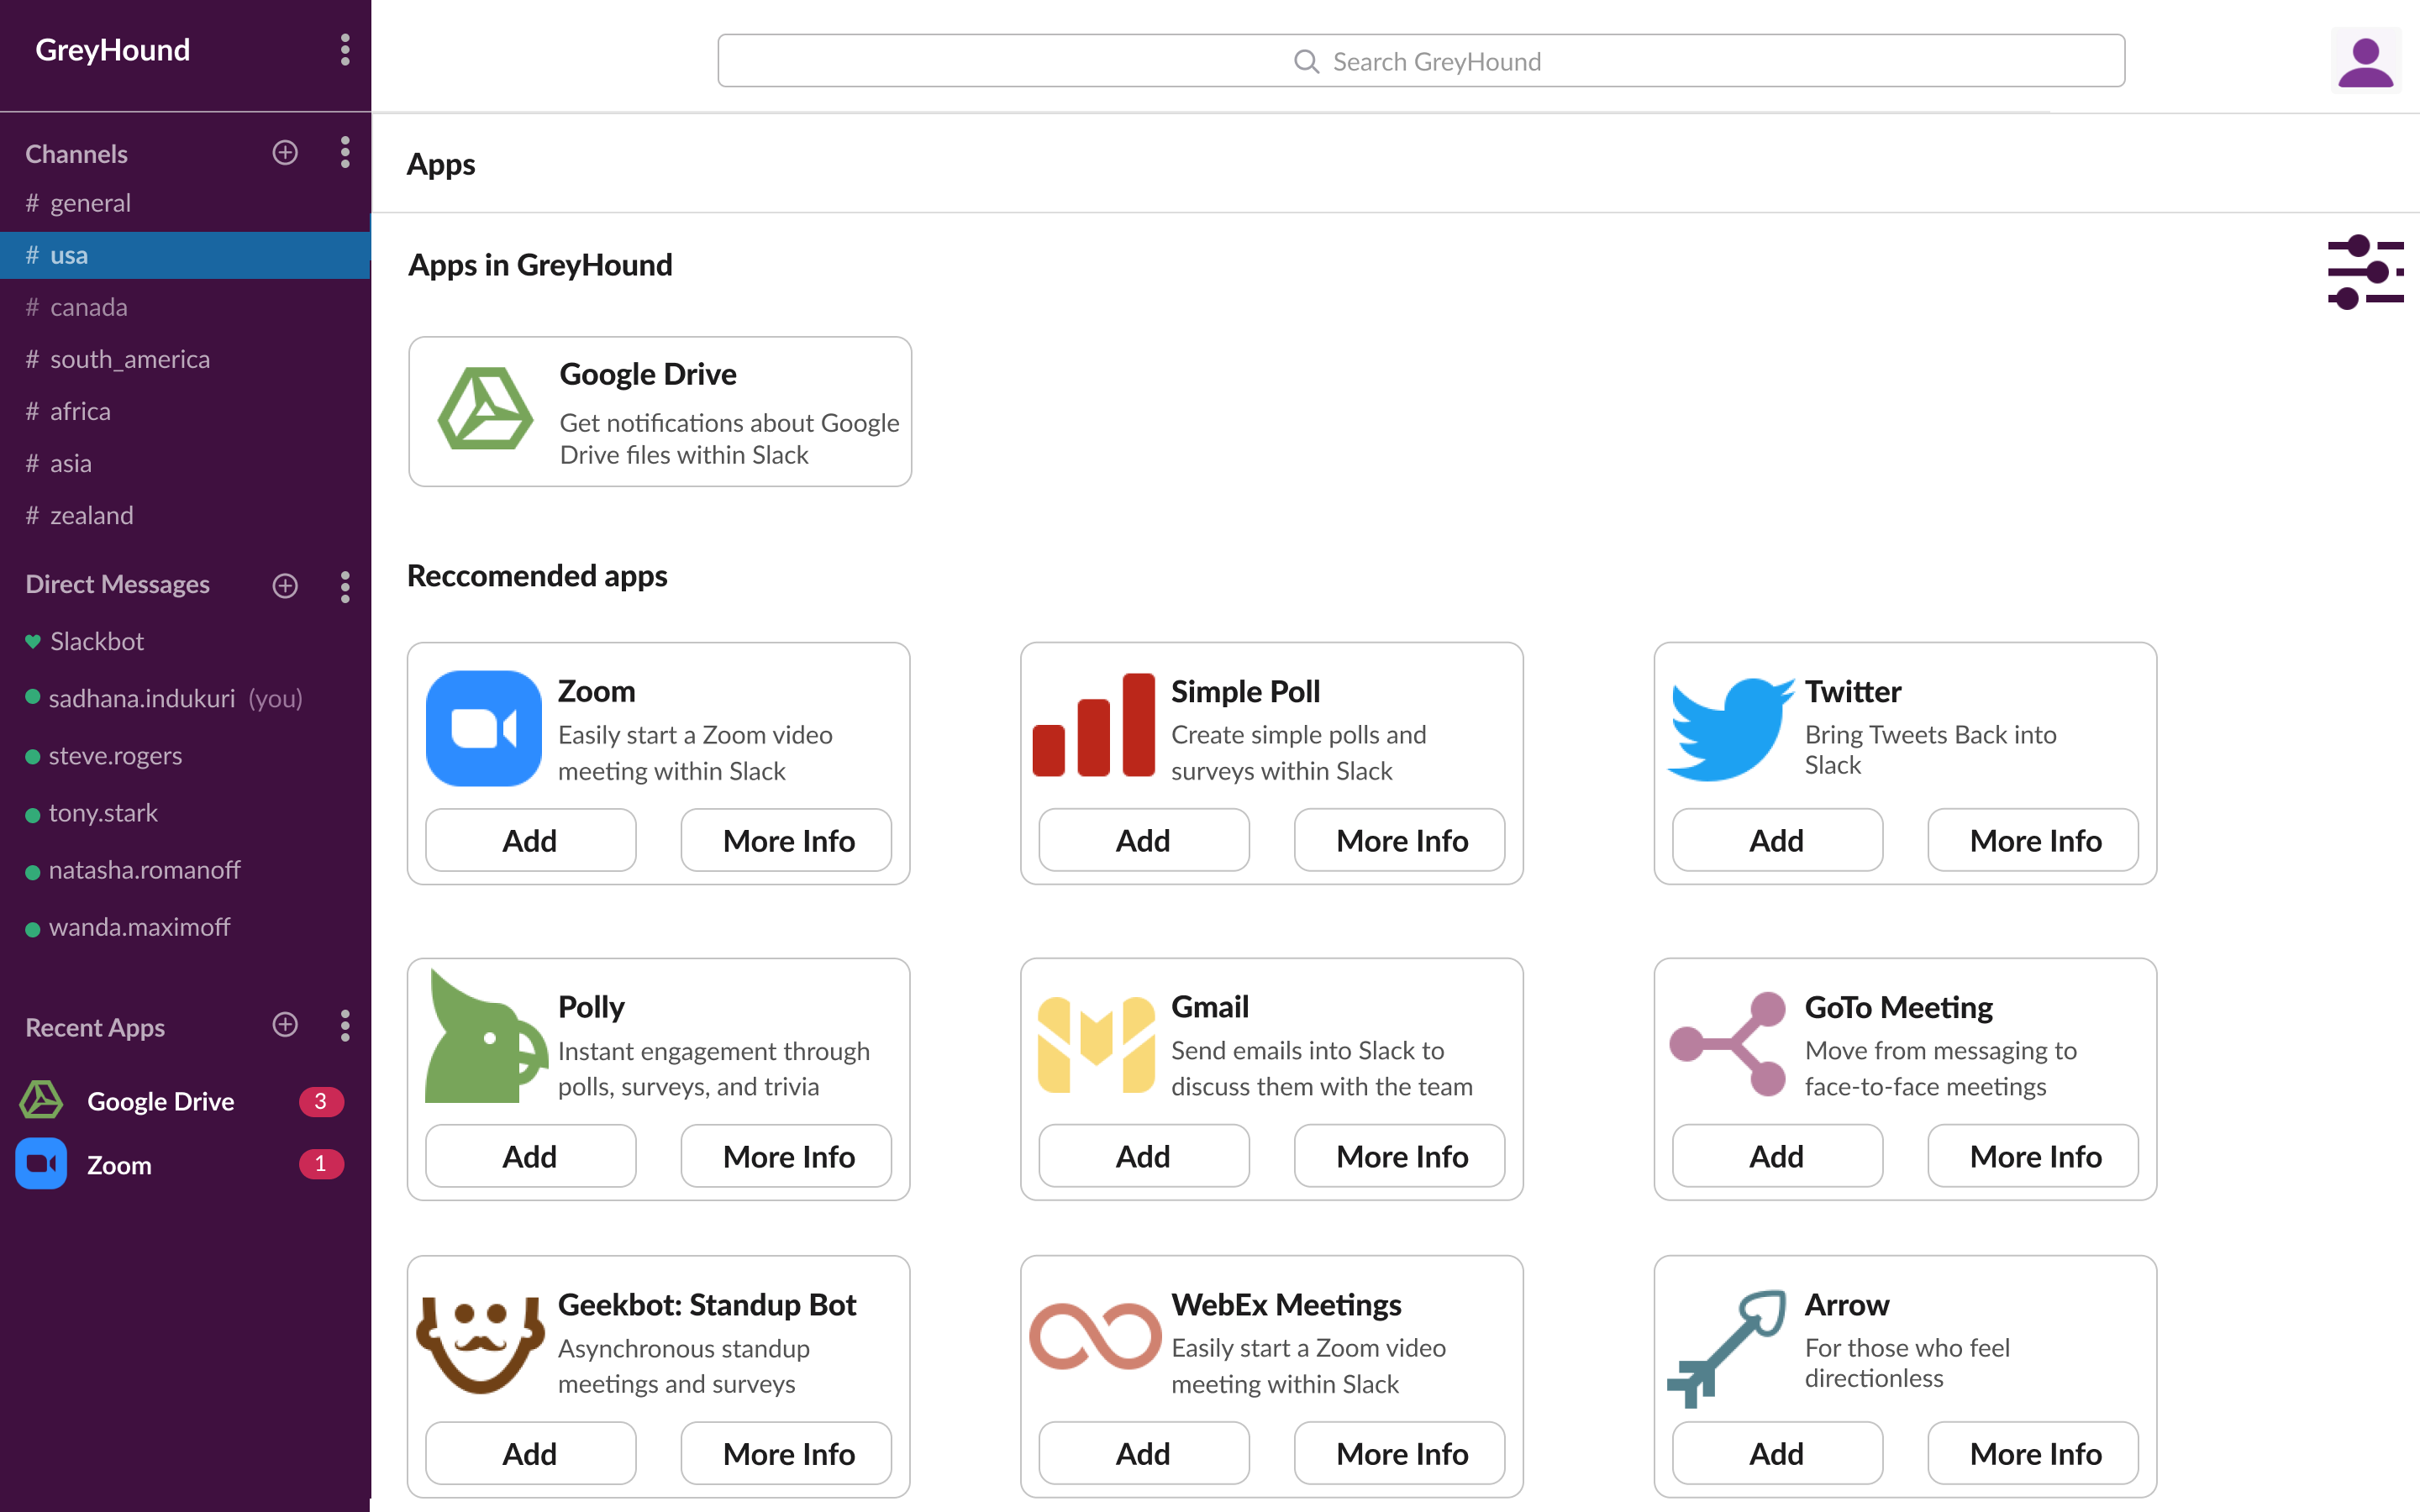 GreyHound
Search GreyHound
Channels
# general
# usa
# canada
# south_america
# africa
# asia
# zealand
Direct Messages
Slackbot
sadhana.indukuri (you)
steve.rogers
tony.stark
natasha.romanoff
wanda.maximoff
Recent Apps
Google Drive 3
Zoom 1
Apps
Apps in GreyHound
Google Drive
Get notifications about Google
Drive files within Slack
Reccomended apps
Zoom
Easily start a Zoom video
meeting within Slack
Add More Info
Simple Poll
Create simple polls and
surveys within Slack
Add More Info
Twitter
Bring Tweets Back into
Slack
Add More Info
Polly
Instant engagement through
polls, surveys, and trivia
Add More Info
Gmail
Send emails into Slack to
discuss them with the team
Add More Info
GoTo Meeting
Move from messaging to
face-to-face meetings
Add More Info
Geekbot: Standup Bot
Asynchronous standup
meetings and surveys
Add More Info
WebEx Meetings
Easily start a Zoom video
meeting within Slack
Add More Info
Arrow
For those who feel
directionless
Add More Info